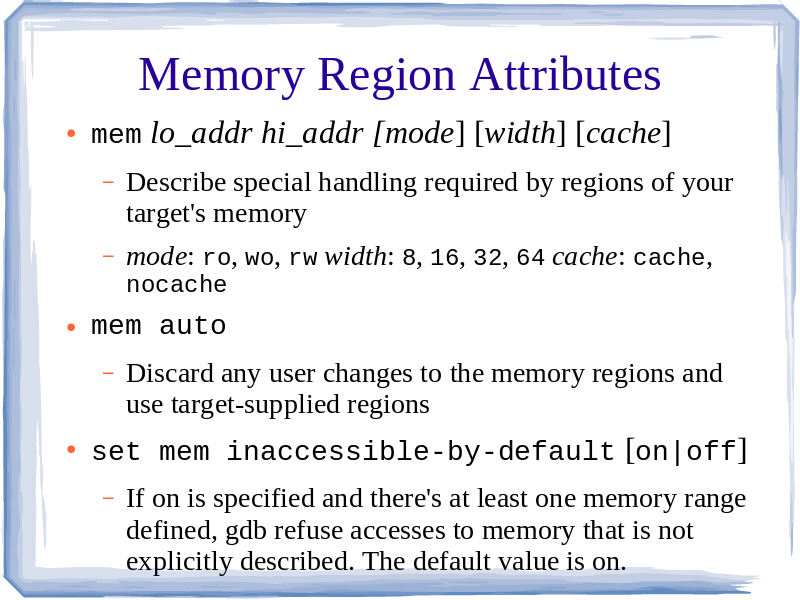 Memory Region Attributes
• mem lo_addr hi_addr [mode] [width] [cache]
– Describe special handling required by regions of your
target's memory
– mode: ro, wo, rw width: 8, 16, 32, 64 cache: cache,
nocache
• mem auto
– Discard any user changes to the memory regions and
use target-supplied regions
• set mem inaccessible-by-default [on|off]
– If on is specified and there's at least one memory range
defined, gdb refuse accesses to memory that is not
explicitly described. The default value is on.